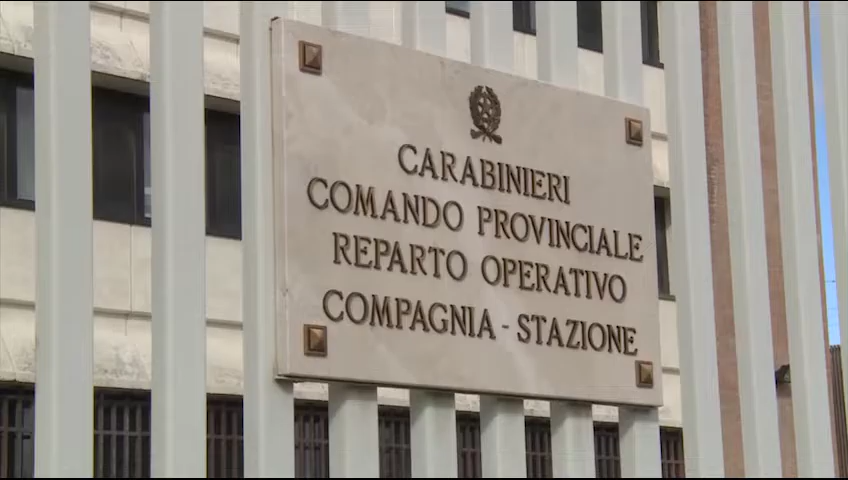 CARABINIERI
COMANDO PROVINCIALE
REPARTO OPERATIVO
COMPAGNIA - STAZIONE